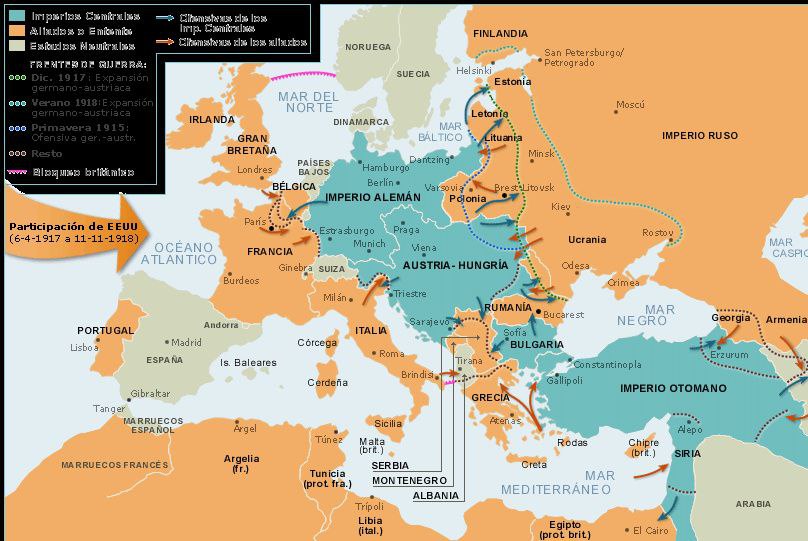 Imperios Centrales
Aliados o Entente
Estados Neutrales
Ofensivas de los
Imp. Centrales
Ofensivas de los aliados
FRENTES DE GUERRA:
Dic. 1917: Expansión
germano-austriaca
Verano 1918: Expansión
germano-austriaca
Primavera 1915:
Ofensiva ger.-austr.
Resto
Bloqueo británico
Participación de EEUU
(6-4-1917 a 11-11-1918)
NORUEGA
SUECIA
FINLANDIA
Helsinki
San Petersburgo/
Petrogrado
Estonia
Letonia
Lituania
Moscú
IMPERIO RUSO
MAR DEL
NORTE
MAR
BÁLTICO
DINAMARCA
IRLANDA
GRAN
BRETAÑA
Londres
PAÍSES
BAJOS
BÉLGICA
Hamburgo
Berlín
IMPERIO ALEMÁN
Dantzing
Varsovia
Polonia
Brest-Litovsk
Minsk
Kiev
Ucrania
Rostov
Odesa
Crimea
MAR
CASPIO
París
FRANCIA
Burdeos
Estrasburgo
Munich
Praga
Viena
AUSTRIA-HUNGRÍA
OCÉANO
ATLANTICO
Ginebra
SUIZA
Milán
Trieste
Sarajevo
RUMANÍA
Bucarest
Sofía
BULGARIA
MAR
NEGRO
Georgia
Armenia
Erzurum
PORTUGAL
Lisboa
Andorra
Madrid
ESPAÑA
Is. Baleares
Gibraltar
Tanger
MARRUECOS
ESPAÑOL
MARRUECOS FRANCÉS
Córcega
Cerdeña
ITALIA
Roma
Brindisi
Tirana
Sicilia
Malta
(brit.)
GRECIA
Atenas
Creta
Rodas
Gallipoli
Constantinopla
IMPERIO OTOMANO
Chipre
(brit.)
Alepo
SIRIA
ARABIA
SERBIA
MONTENEGRO
ALBANIA
MAR
MEDITERRÁNEO
Argel
Argelia
(fr.)
Túnez
Tunicia
(prot. fra.)
Trípoli
Libia
(ital.)
Egipto
(prot. brit.)
El Cairo